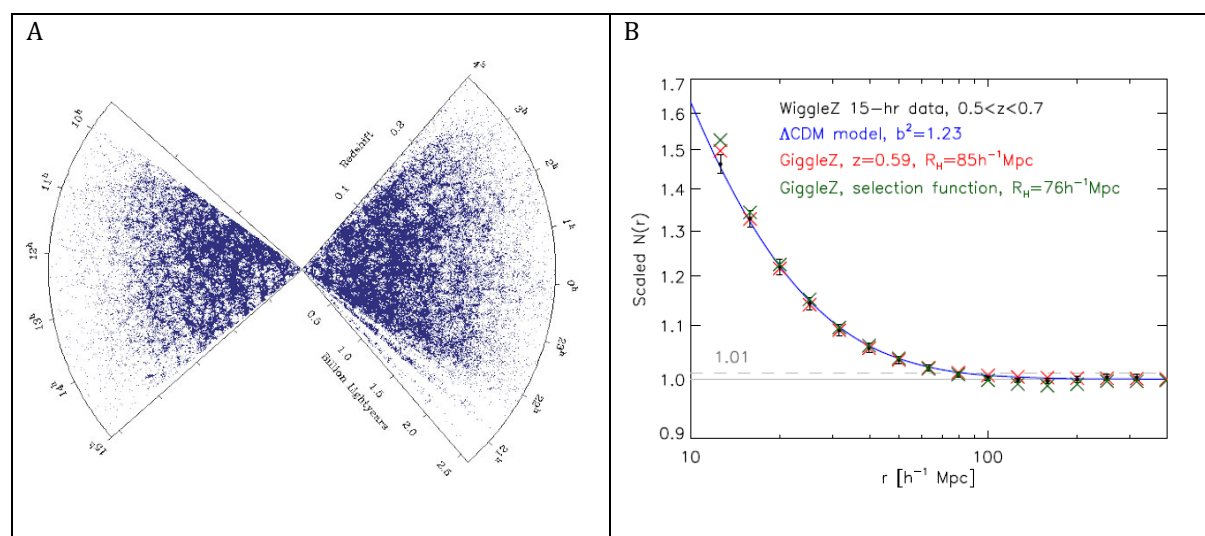 A
4ʰ
3ʰ
2ʰ
1ʰ
0ʰ
23ʰ
22ʰ
21ʰ
10ʰ
11ʰ
12ʰ
13ʰ
14ʰ
15ʰ
Redshift
0.1
0.8
0.5
1.0
1.5
2.0
2.5
Billion Lightyears
B
WiggleZ 15-hr data, 0.5<z<0.7
ΛCDM model, b²=1.23
GiggleZ, z=0.59, R_H=85h⁻¹Mpc
GiggleZ, selection function, R_H=76h⁻¹Mpc
1.7
1.6
1.5
1.4
1.3
1.2
1.1
1.0
0.9
Scaled N(r)
1.01
10
100
r [h⁻¹ Mpc]